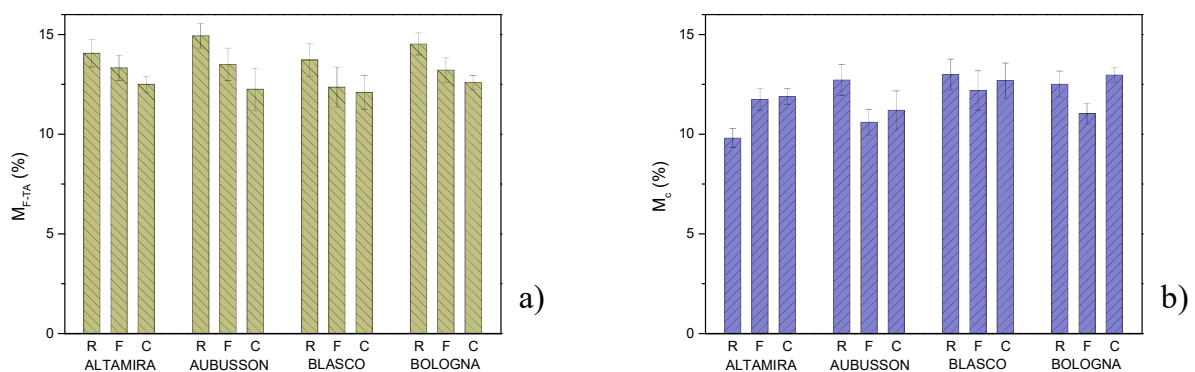 15
10
5
0
M_F-TA (%)
R F C R F C R F C R F C
ALTAMIRA AUBUSSON BLASCO BOLOGNA
a)
15
10
5
0
M_c (%)
R F C R F C R F C R F C
ALTAMIRA AUBUSSON BLASCO BOLOGNA
b)